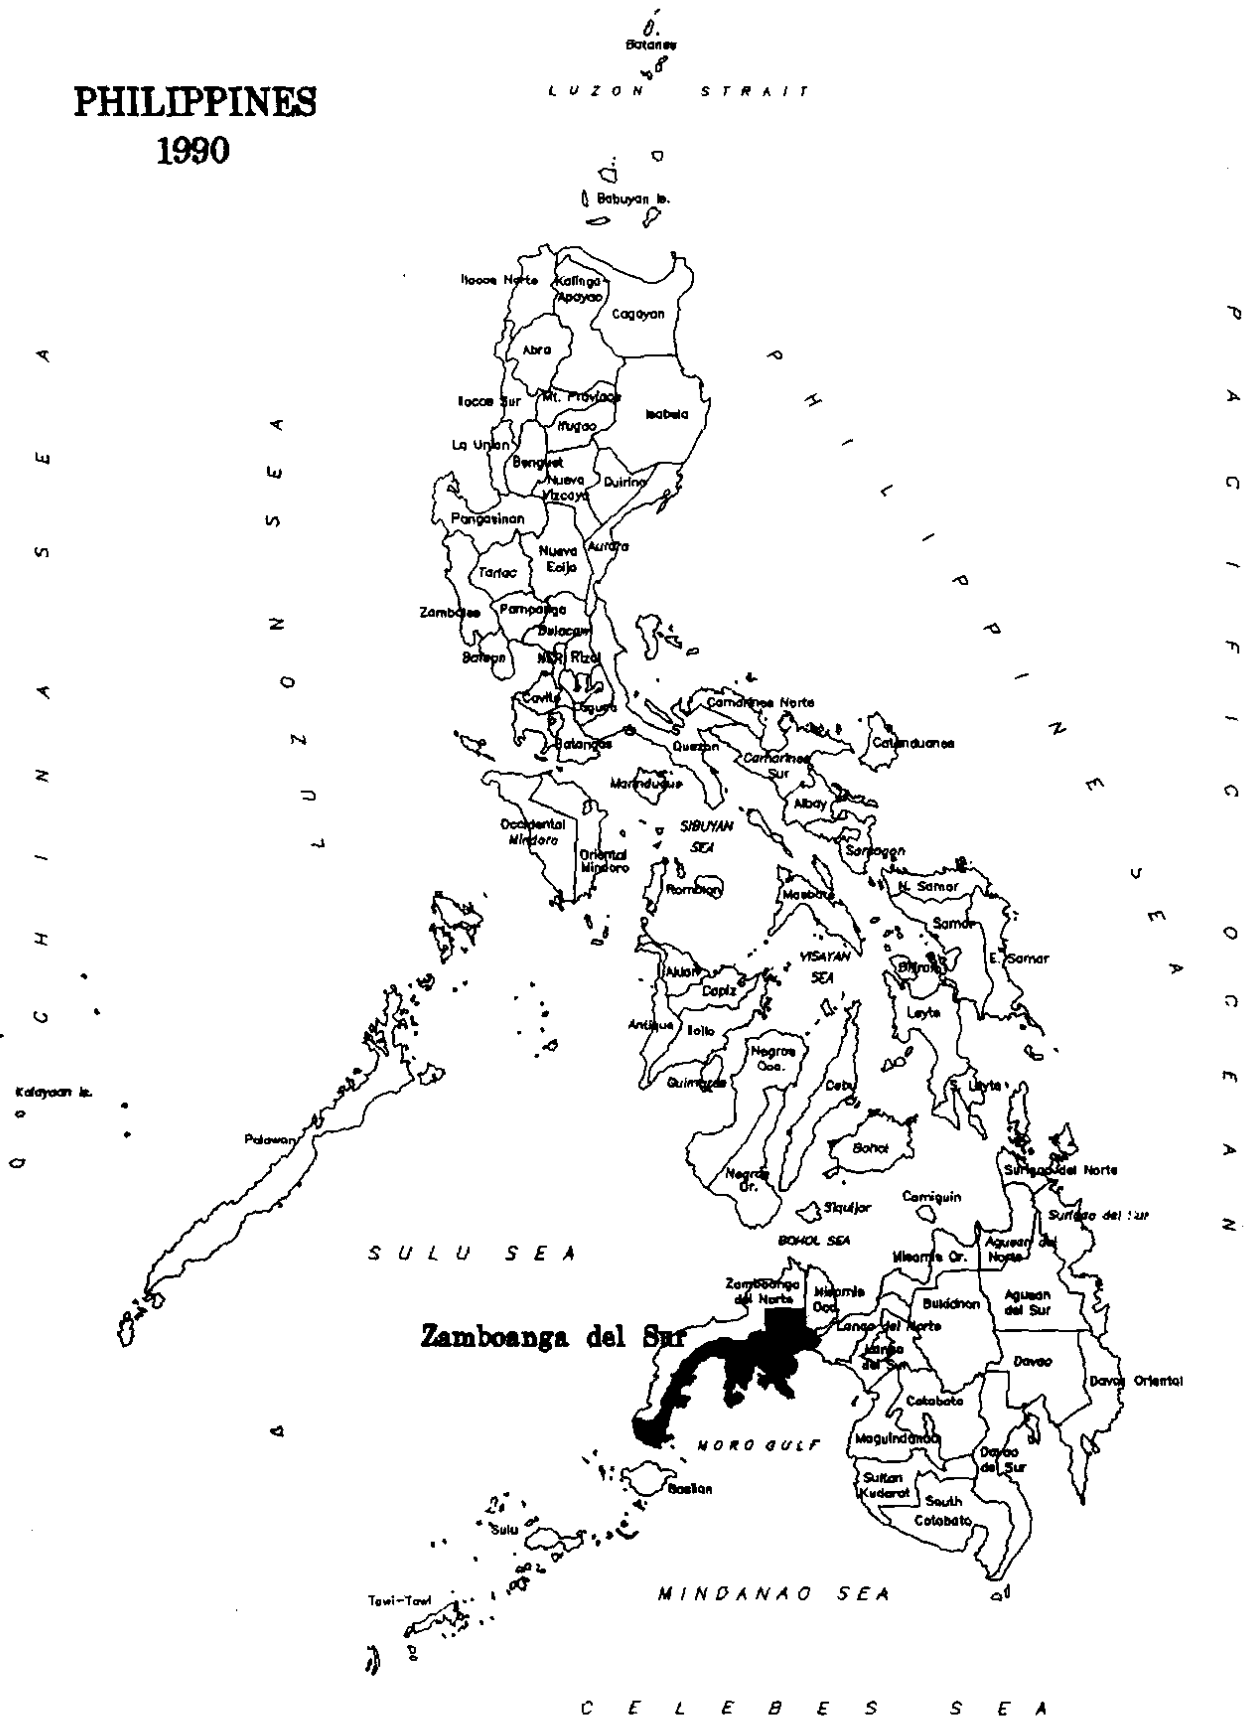 Batanes
LUZON STRAIT
PHILIPPINES
1990
Babuyan Is.
Ilocos Norte
Kalinga
Apayao
Cagayan
Abra
Ilocos Sur
Mt. Province
Isabela
Ifugao
La Union
Benguet
Nueva
Vizcaya
Quirino
Pangasinan
Aurora
Nueva
Ecija
Tarlac
Zambales
Pampanga
Bulacan
Bataan
NCR
Rizal
Cavite
Laguna
Batangas
Quezon
Camarines Norte
Catanduanes
Camarines
Sur
Marinduque
Albay
Occidental
Mindoro
SIBUYAN
SEA
Sorsogon
Oriental
Mindoro
Romblon
Masbate
N. Samar
Samar
E. Samar
VISAYAN
SEA
Biliran
Aklan
Capiz
Leyte
Antique
Iloilo
Negros
Occ.
Guimaras
Cebu
S. Leyte
Kalayaan Is.
Palawan
Bohol
Negros
Or.
Surigao del Norte
Camiguin
Siquijor
Surigao del Sur
SULU SEA
BOHOL SEA
Misamis Or.
Agusan del
Norte
Zamboanga
del Norte
Misamis
Occ.
Bukidnon
Agusan
del Sur
Zamboanga del Sur
Lanao del Norte
Lanao
del Sur
Davao
Davao Oriental
Cotabato
MORO GULF
Maguindanao
Davao
del Sur
Basilan
Sultan
Kudarat
South
Cotabato
Sulu
Tawi-Tawi
MINDANAO SEA
CELEBES SEA
CHINA SEA
LUZON SEA
PHILIPPINE SEA
PACIFIC OCEAN